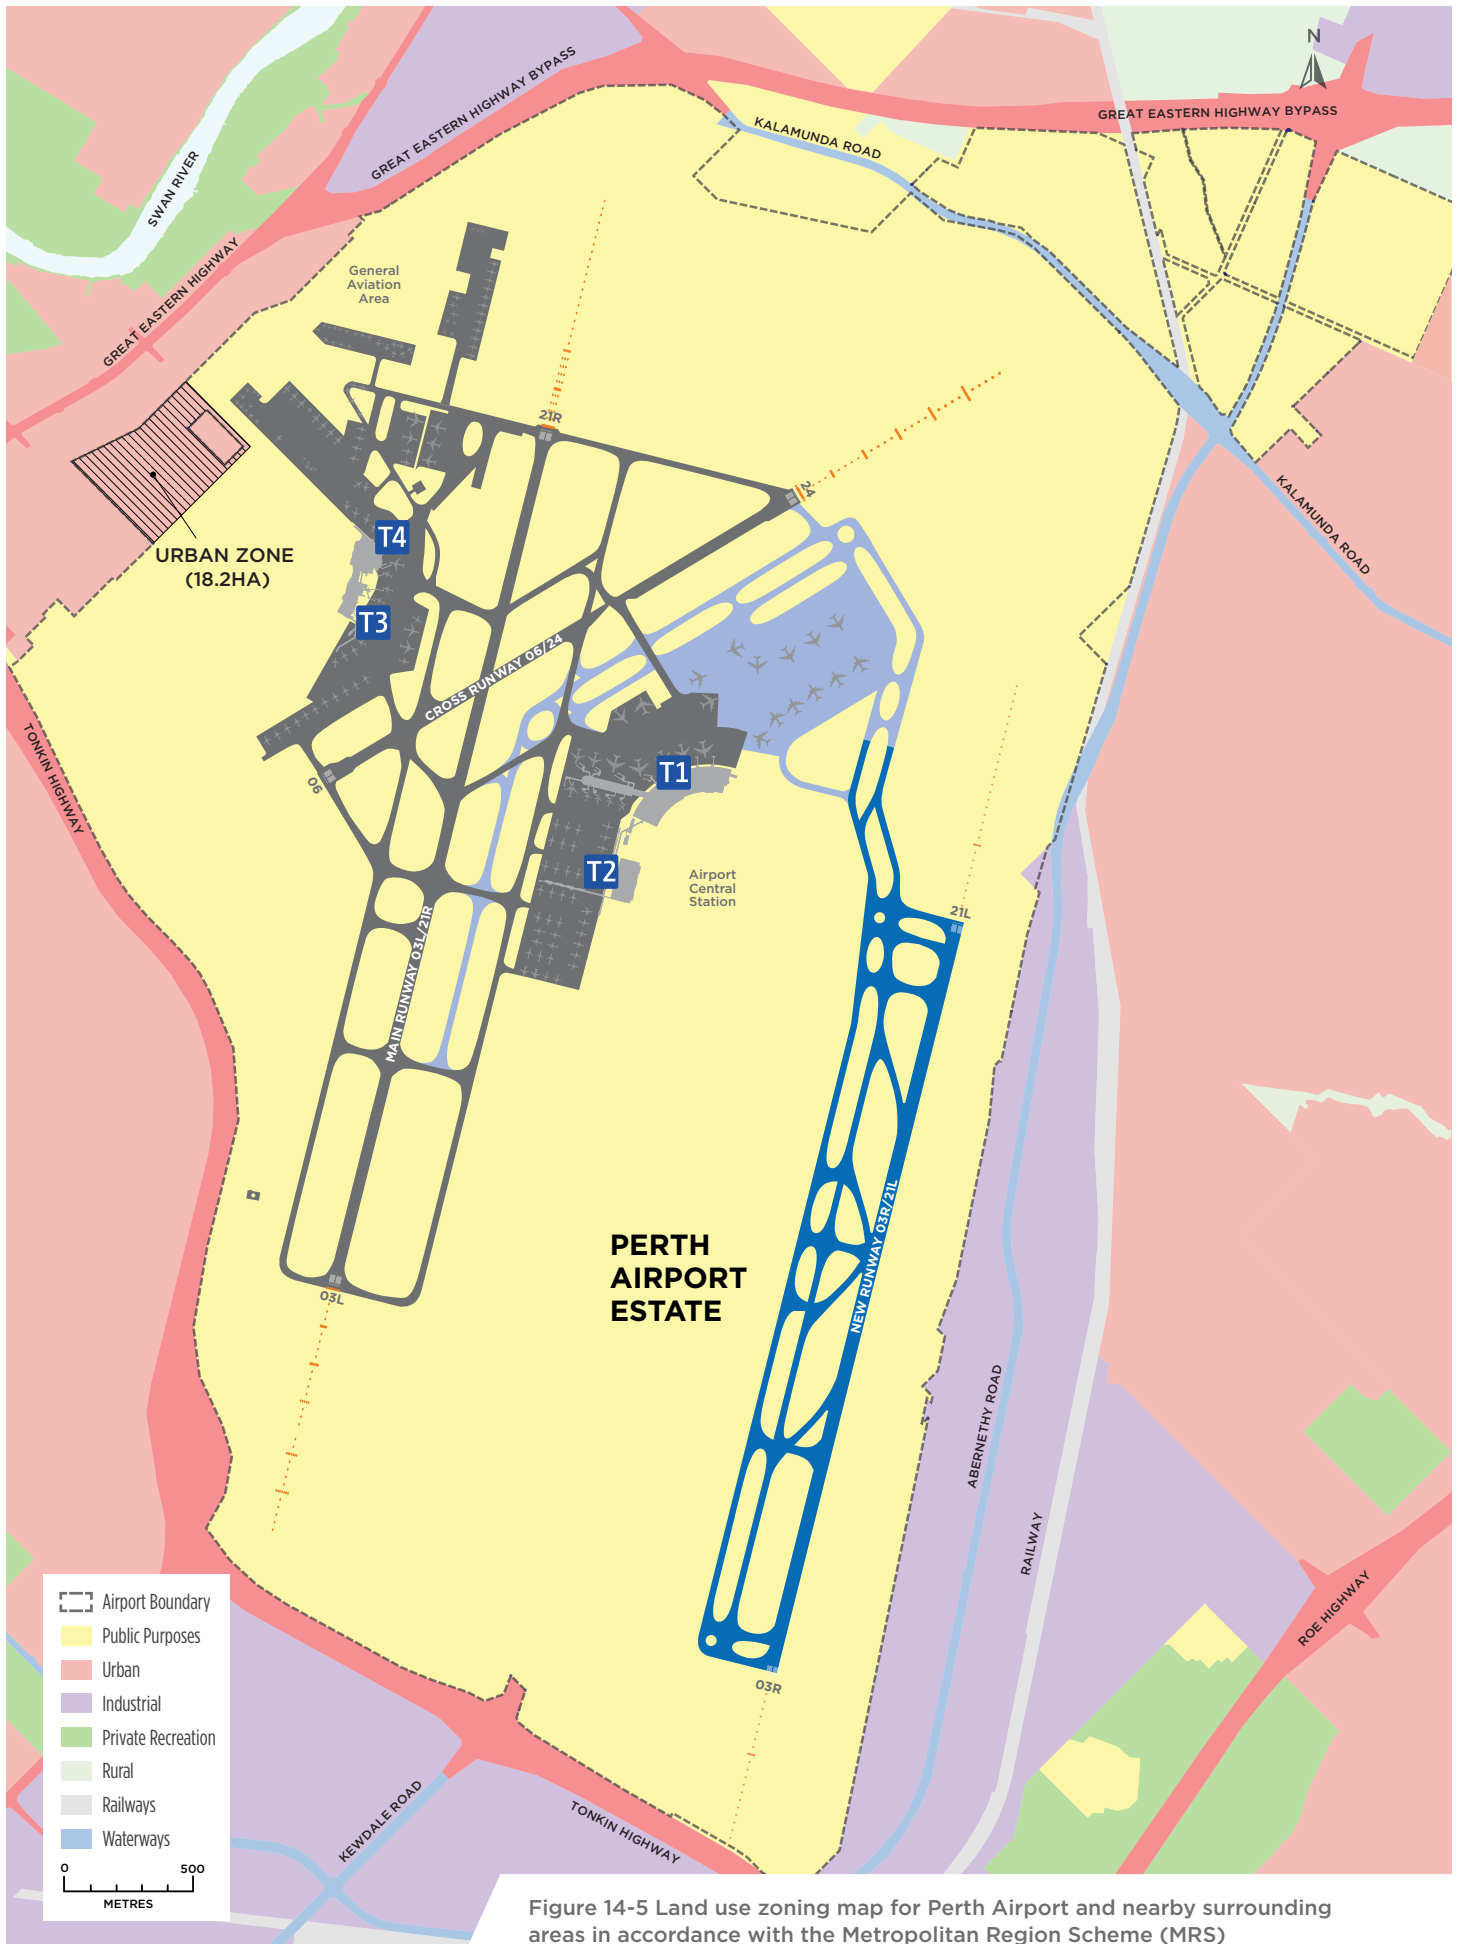 N
GREAT EASTERN HIGHWAY BYPASS
GREAT EASTERN HIGHWAY BYPASS
KALAMUNDA ROAD
SWAN RIVER
GREAT EASTERN HIGHWAY
General
Aviation
Area
21R
24
KALAMUNDA ROAD
T4
URBAN ZONE
(18.2HA)
T3
CROSS RUNWAY 06/24
TONKIN HIGHWAY
06
T1
T2
Airport
Central
Station
21L
MAIN RUNWAY 03L/21R
NEW RUNWAY 03R/21L
PERTH
AIRPORT
ESTATE
03L
ABERNETHY ROAD
RAILWAY
ROE HIGHWAY
03R
KEWDALE ROAD
TONKIN HIGHWAY
Airport Boundary
Public Purposes
Urban
Industrial
Private Recreation
Rural
Railways
Waterways
0 500
METRES
Figure 14-5 Land use zoning map for Perth Airport and nearby surrounding
areas in accordance with the Metropolitan Region Scheme (MRS)